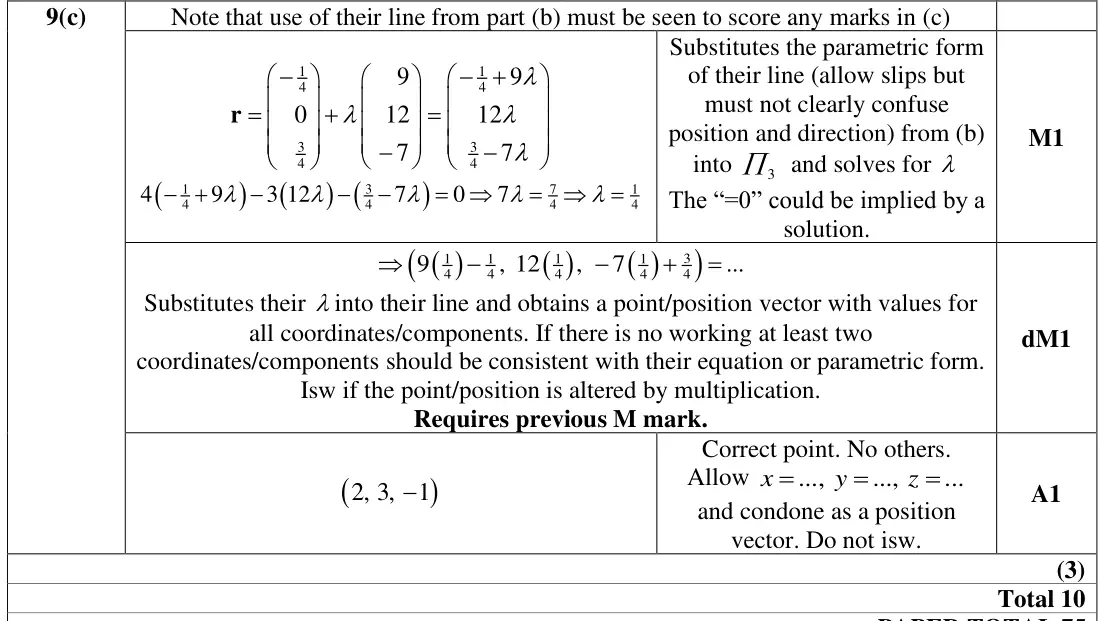 9(c) Note that use of their line from part (b) must be seen to score any marks in (c)
r = (−1/4, 0, 3/4) + λ(9, 12, −7) = (−1/4 + 9λ, 12λ, 3/4 − 7λ)
4(−1/4 + 9λ) − 3(12λ) − (3/4 − 7λ) = 0 ⇒ 7λ = 7/4 ⇒ λ = 1/4
Substitutes the parametric form
of their line (allow slips but
must not clearly confuse
position and direction) from (b)
into ∏₃ and solves for λ
The “=0” could be implied by a
solution.
M1
⇒ (9(1/4) − 1/4, 12(1/4), −7(1/4) + 3/4) = ...
Substitutes their λ into their line and obtains a point/position vector with values for
all coordinates/components. If there is no working at least two
coordinates/components should be consistent with their equation or parametric form.
Isw if the point/position is altered by multiplication.
Requires previous M mark.
dM1
(2, 3, −1)
Correct point. No others.
Allow x = ..., y = ..., z = ...
and condone as a position
vector. Do not isw.
A1
(3)
Total 10